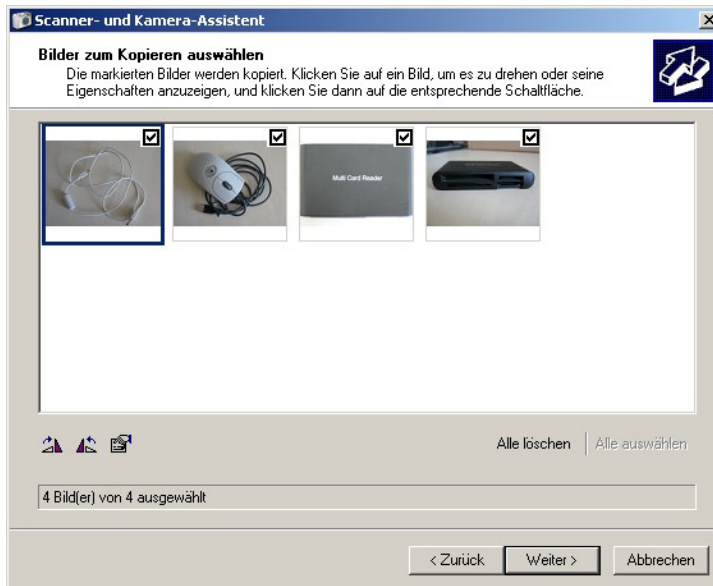 Scanner- und Kamera-Assistent
Bilder zum Kopieren auswählen
Die markierten Bilder werden kopiert. Klicken Sie auf ein Bild, um es zu drehen oder seine
Eigenschaften anzuzeigen, und klicken Sie dann auf die entsprechende Schaltfläche.
Multi Card Reader
Alle löschen
Alle auswählen
4 Bild(er) von 4 ausgewählt
< Zurück
Weiter >
Abbrechen